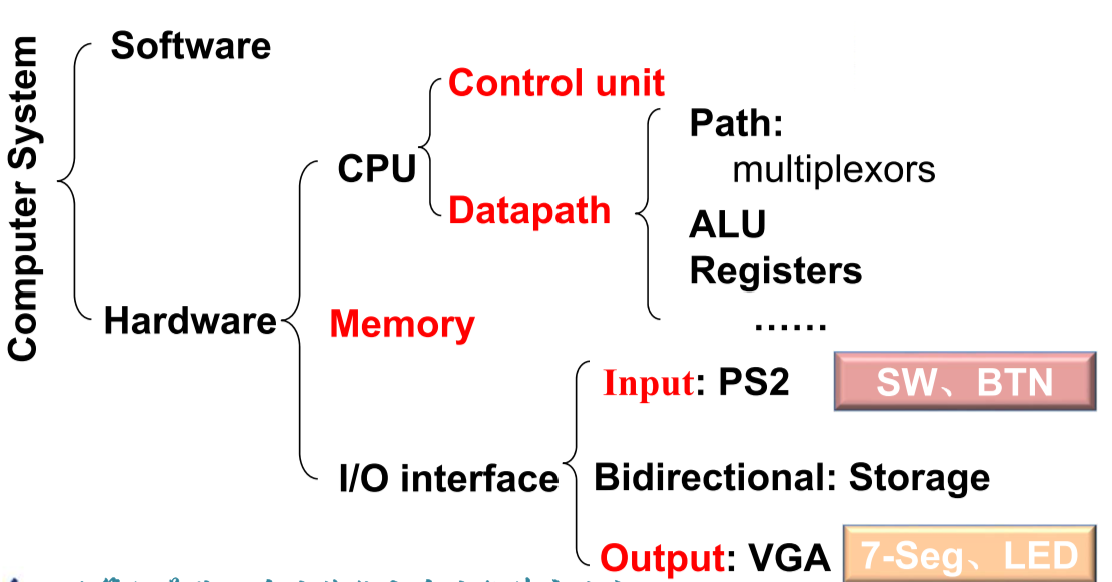 Computer System
Software
Hardware
CPU
Control unit
Datapath
Path:
multiplexors
ALU
Registers
……
Memory
I/O interface
Input: PS2
SW、BTN
Bidirectional: Storage
Output: VGA
7-Seg、LED